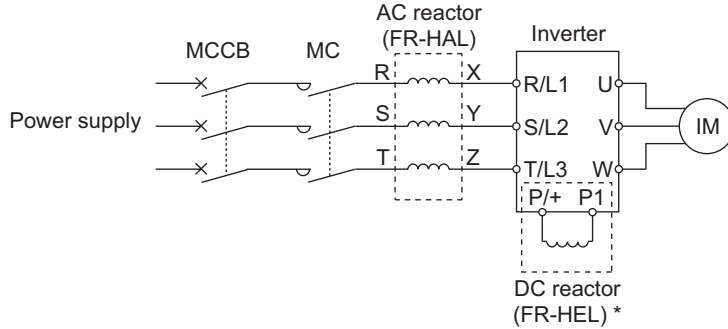 AC reactor
(FR-HAL)
Inverter
MCCB
MC
R
X
R/L1
U
Power supply
S
Y
S/L2
V
IM
T
Z
T/L3
W
P/+
P1
DC reactor
(FR-HEL) *